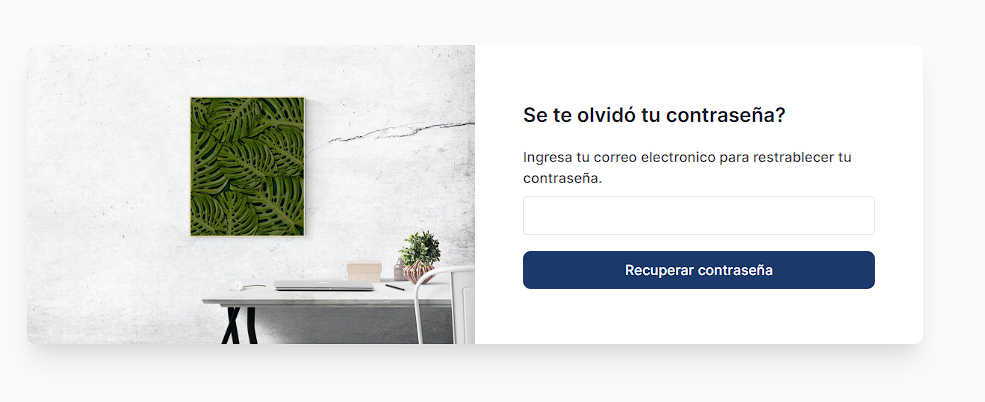 Se te olvidó tu contraseña?
Ingresa tu correo electronico para restrablecer tu
contraseña.
Recuperar contraseña